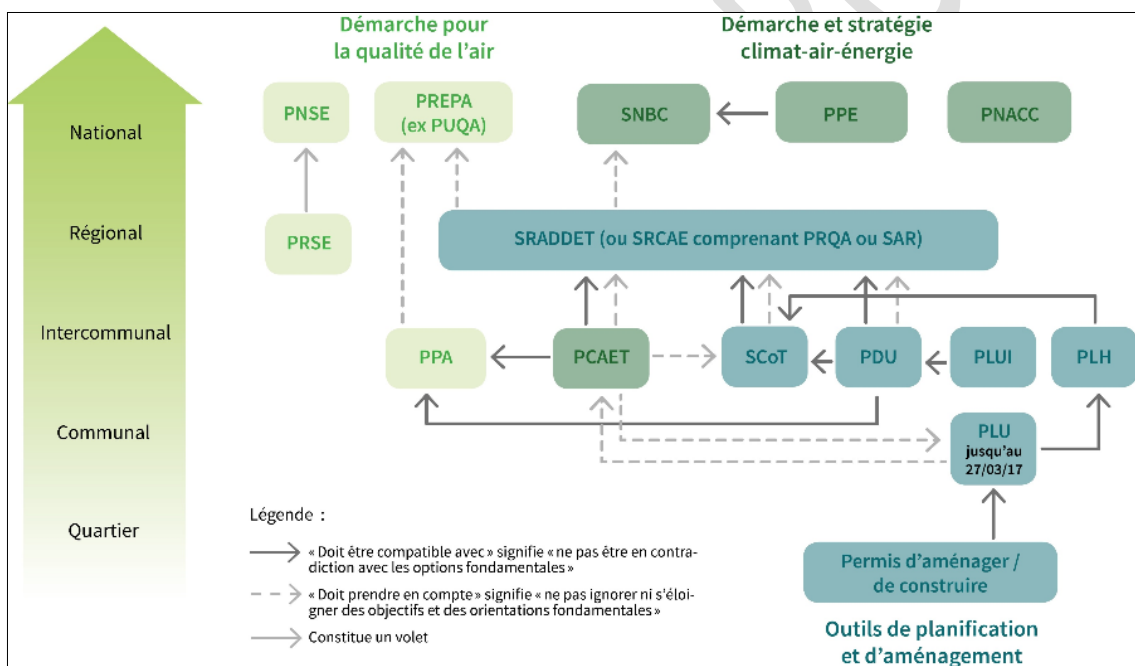 Démarche pour
la qualité de l'air
Démarche et stratégie
climat-air-énergie
National
PNSE
PREPA
(ex PUQA)
SNBC
PPE
PNACC
Régional
PRSE
SRADDET (ou SRCAE comprenant PRQA ou SAR)
Intercommunal
PPA
PCAET
SCoT
PDU
PLUI
PLH
Communal
PLU
jusqu'au
27/03/17
Quartier
Permis d'aménager /
de construire
Outils de planification
et d'aménagement
Légende :
« Doit être compatible avec » signifie « ne pas être en contra-
diction avec les options fondamentales »
« Doit prendre en compte » signifie « ne pas ignorer ni s'éloi-
gner des objectifs et des orientations fondamentales »
Constitue un volet